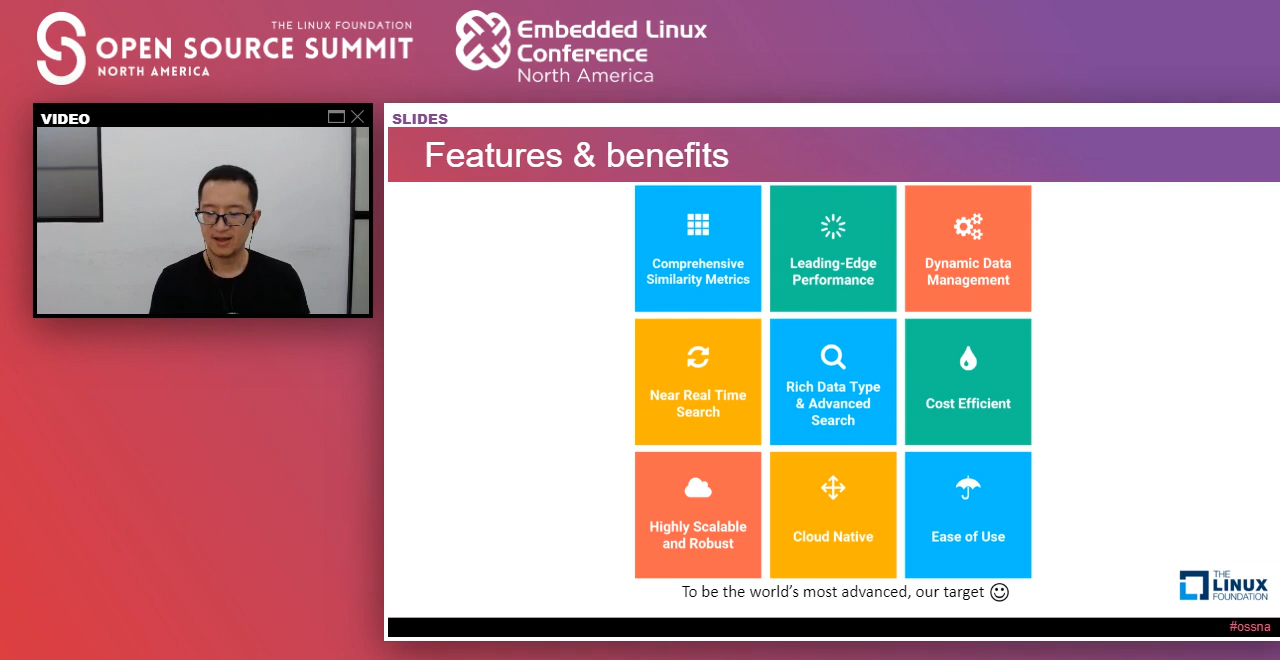 THE LINUX FOUNDATION
OPEN SOURCE SUMMIT
NORTH AMERICA
Embedded Linux
Conference
North America
VIDEO
SLIDES
Features & benefits
Comprehensive
Similarity Metrics
Leading-Edge
Performance
Dynamic Data
Management
Near Real Time
Search
Rich Data Type
& Advanced
Search
Cost Efficient
Highly Scalable
and Robust
Cloud Native
Ease of Use
To be the world's most advanced, our target ☺
THE
LINUX
FOUNDATION
#ossna